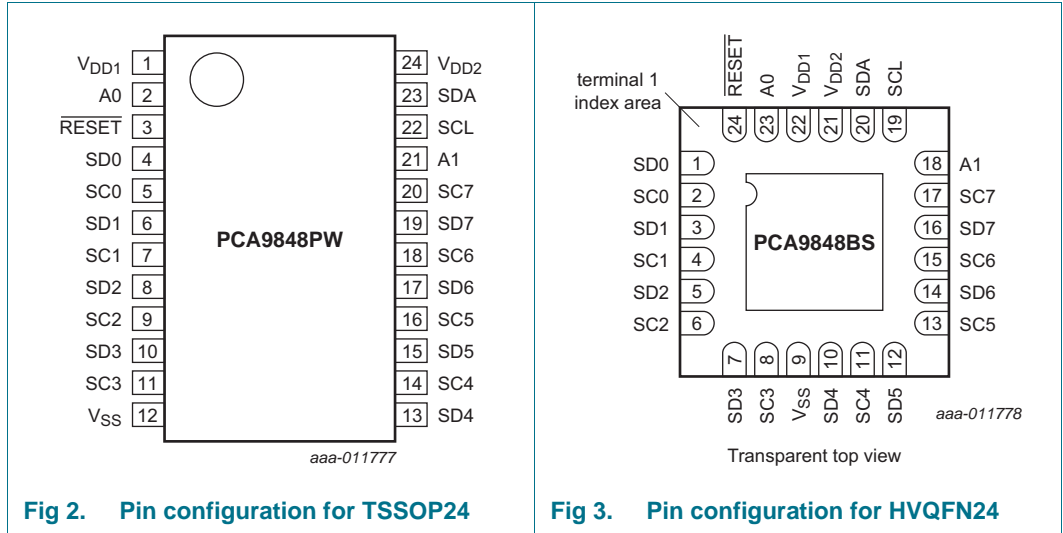 VDD1 1
A0 2
RESET 3
SD0 4
SC0 5
SD1 6
SC1 7
SD2 8
SC2 9
SD3 10
SC3 11
VSS 12
PCA9848PW
24 VDD2
23 SDA
22 SCL
21 A1
20 SC7
19 SD7
18 SC6
17 SD6
16 SC5
15 SD5
14 SC4
13 SD4
aaa-011777
Fig 2. Pin configuration for TSSOP24
terminal 1
index area
RESET A0 VDD1 VDD2 SDA SCL
24 23 22 21 20 19
SD0 1
SC0 2
SD1 3
SC1 4
SD2 5
SC2 6
PCA9848BS
18 A1
17 SC7
16 SD7
15 SC6
14 SD6
13 SC5
7 8 9 10 11 12
SD3 SC3 VSS SD4 SC4 SD5
aaa-011778
Transparent top view
Fig 3. Pin configuration for HVQFN24